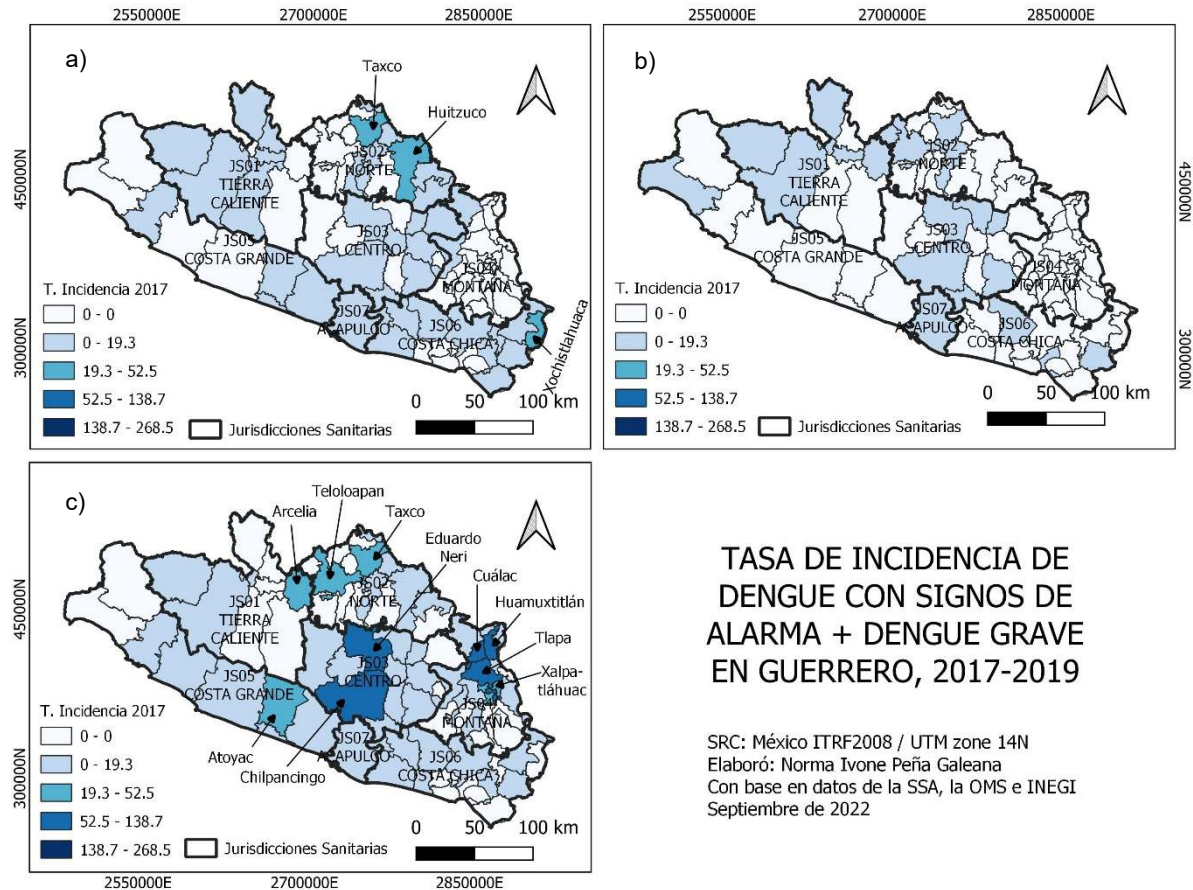 2550000E 2700000E 2850000E
2700000E 2850000E
a)
Taxco
Huitzuco
JS02
NORTE
JS01
TIERRA
CALIENTE
JS03
CENTRO
JS05
COSTA GRANDE
JS04
MONTAÑA
JS07
ACAPULCO
JS06
COSTA CHICA
Xochistlahuaca
450000N
300000N
T. Incidencia 2017
0 - 0
0 - 19.3
19.3 - 52.5
52.5 - 138.7
138.7 - 268.5
Jurisdicciones Sanitarias
0 50 100 km
b)
JS02
NORTE
JS01
TIERRA
CALIENTE
JS03
CENTRO
JS05
COSTA GRANDE
JS04
MONTAÑA
JS07
ACAPULCO
JS06
COSTA CHICA
450000N
300000N
T. Incidencia 2017
0 - 0
0 - 19.3
19.3 - 52.5
52.5 - 138.7
138.7 - 268.5
Jurisdicciones Sanitarias
0 50 100 km
c)
Teloloapan
Arcelia
Taxco
Eduardo
Neri
Cuálac
Huamuxtitlán
Tlapa
Xalpa-
tláhuac
JS02
NORTE
JS01
TIERRA
CALIENTE
JS03
CENTRO
JS05
COSTA GRANDE
JS04
MONTAÑA
JS07
ACAPULCO
JS06
COSTA CHICA
Atoyac
Chilpancingo
450000N
300000N
T. Incidencia 2017
0 - 0
0 - 19.3
19.3 - 52.5
52.5 - 138.7
138.7 - 268.5
Jurisdicciones Sanitarias
0 50 100 km
2550000E 2700000E 2850000E
TASA DE INCIDENCIA DE
DENGUE CON SIGNOS DE
ALARMA + DENGUE GRAVE
EN GUERRERO, 2017-2019
SRC: México ITRF2008 / UTM zone 14N
Elaboró: Norma Ivone Peña Galeana
Con base en datos de la SSA, la OMS e INEGI
Septiembre de 2022